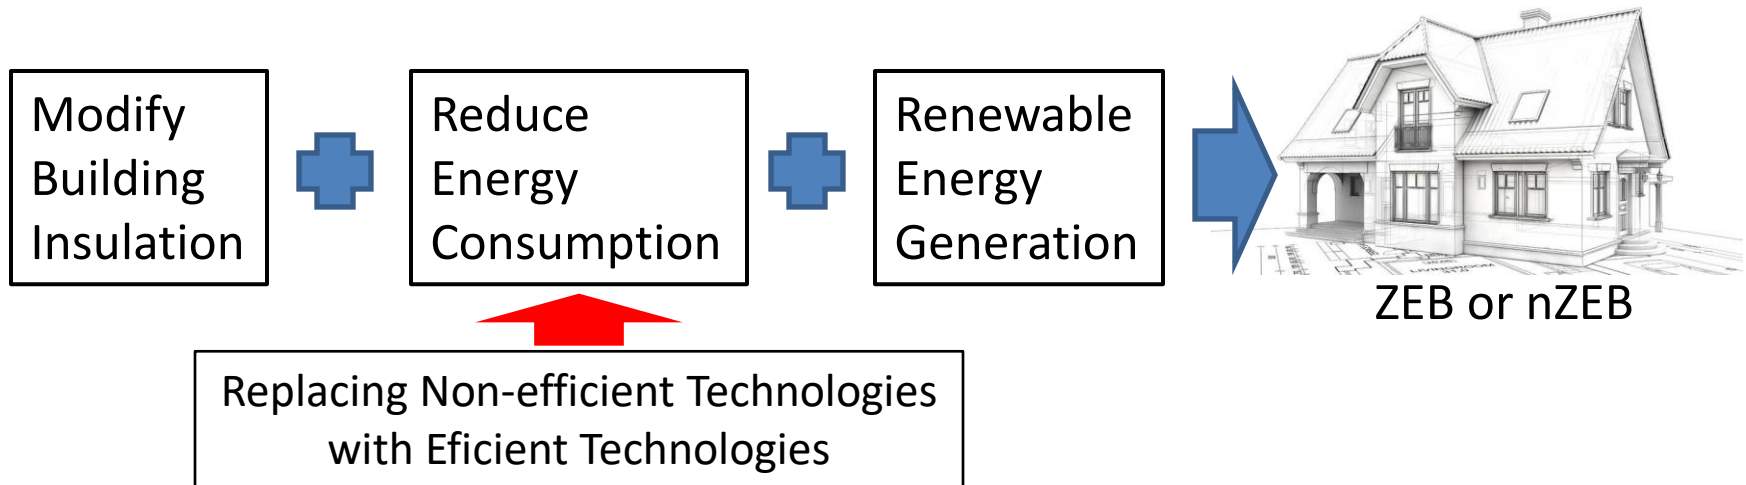 Modify
Building
Insulation
Reduce
Energy
Consumption
Renewable
Energy
Generation
ZEB or nZEB
Replacing Non-efficient Technologies
with Eficient Technologies